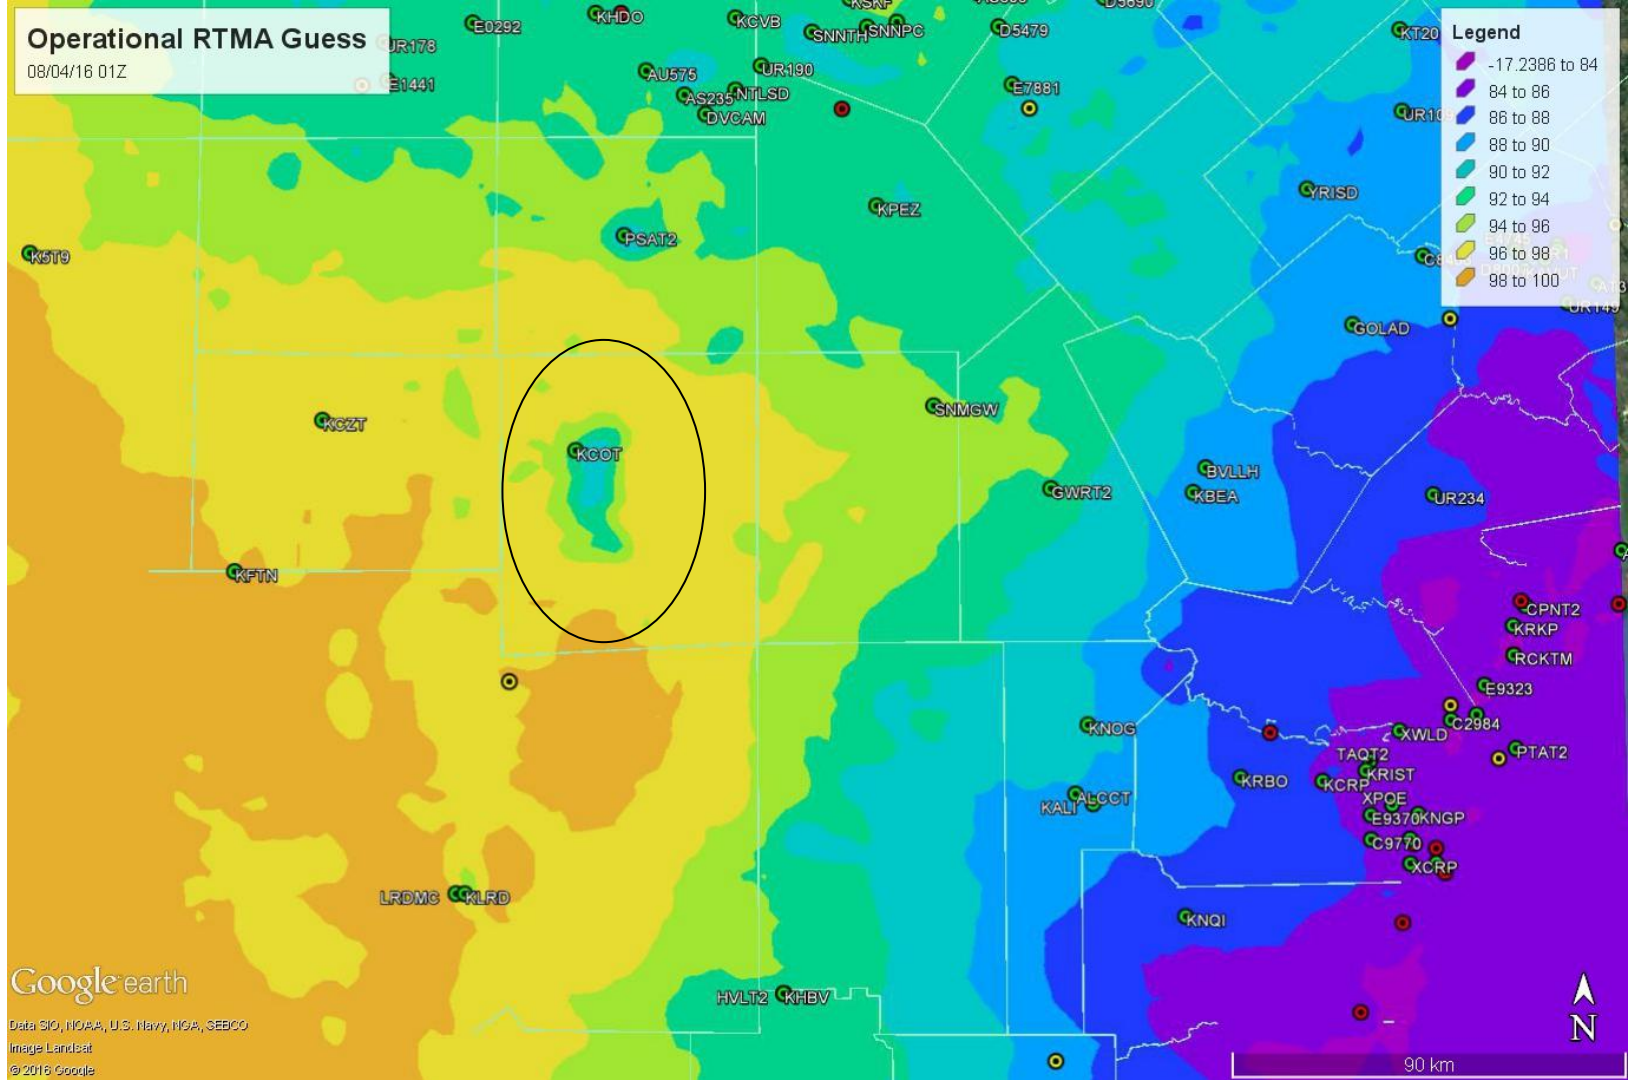 Operational RTMA Guess
08/04/16 01Z
Legend
-17.2386 to 84
84 to 86
86 to 88
88 to 90
90 to 92
92 to 94
94 to 96
96 to 98
98 to 100
KSKF
D5690
E0292
KHDO
KCVB
SNNTH
SNNPC
D5479
KT20
UR178
E1441
AU575
UR190
AS235
NTLSD
DVCAM
E7881
KPEZ
YRISD
K5T9
PSAT2
UR149
GOLAD
KCZT
SNMGW
KCOT
BVLLH
GWRT2
KBEA
UR234
KFTN
CPNT2
KRKP
RCKTM
E9323
KNOG
C2984
XWLD
PTAT2
TAQT2
KRIST
KRBO
KCRP
KALI
ALCCT
XPOE
E9370
KNGP
C9770
XCRP
LRDMC
KLRD
KNQI
HVLT2
KHBV
Google earth
Data SIO, NOAA, U.S. Navy, NGA, GEBCO
Image Landsat
© 2016 Google
N
90 km